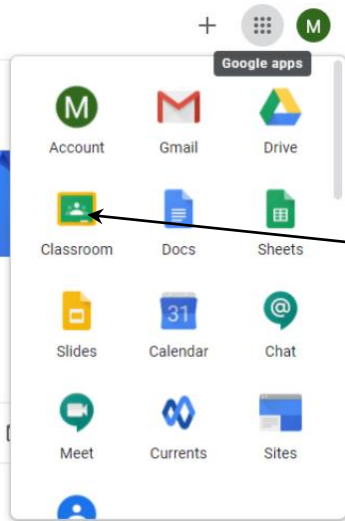 + M
Google apps
M
Account Gmail Drive
Classroom Docs Sheets
31
@
Slides Calendar Chat
Meet Currents Sites